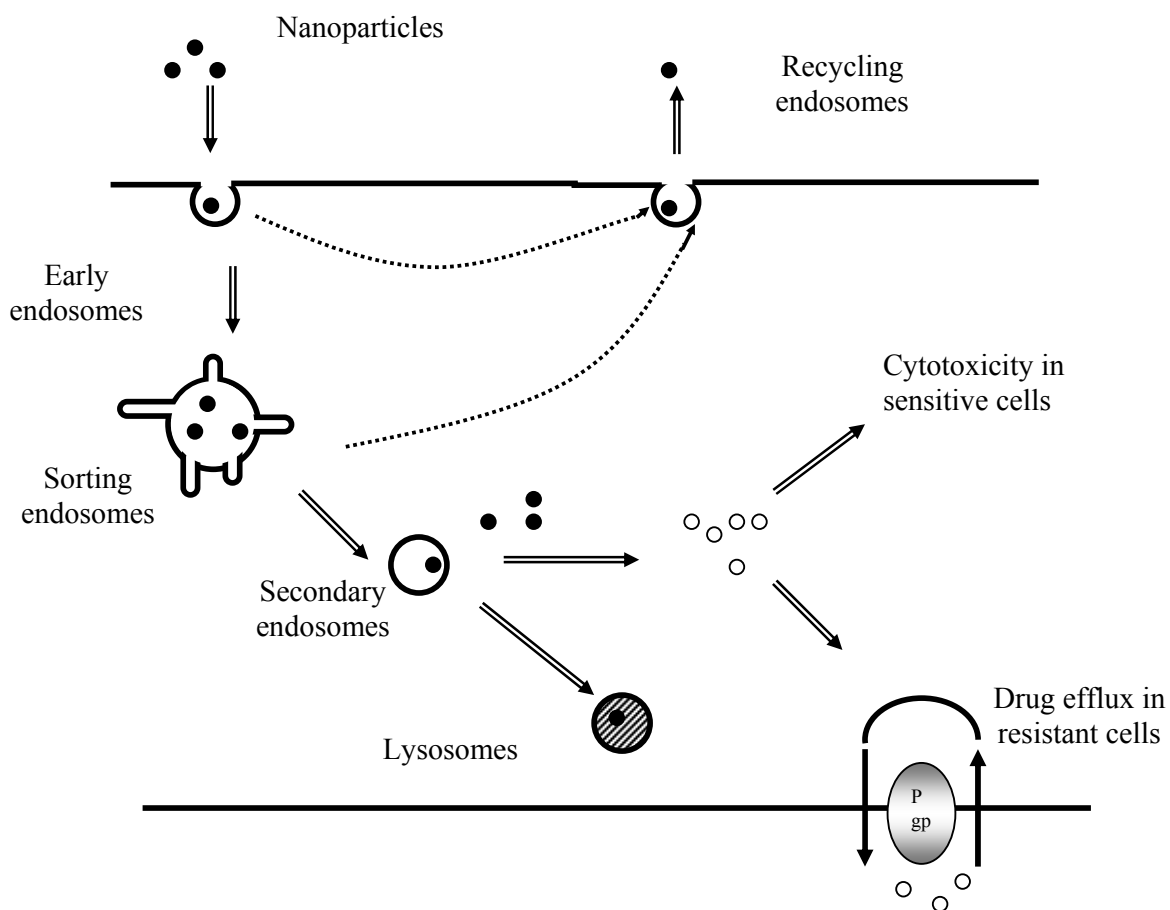 Nanoparticles
Recycling
endosomes
Early
endosomes
Cytotoxicity in
sensitive cells
Sorting
endosomes
Secondary
endosomes
Drug efflux in
resistant cells
Lysosomes
P
gp